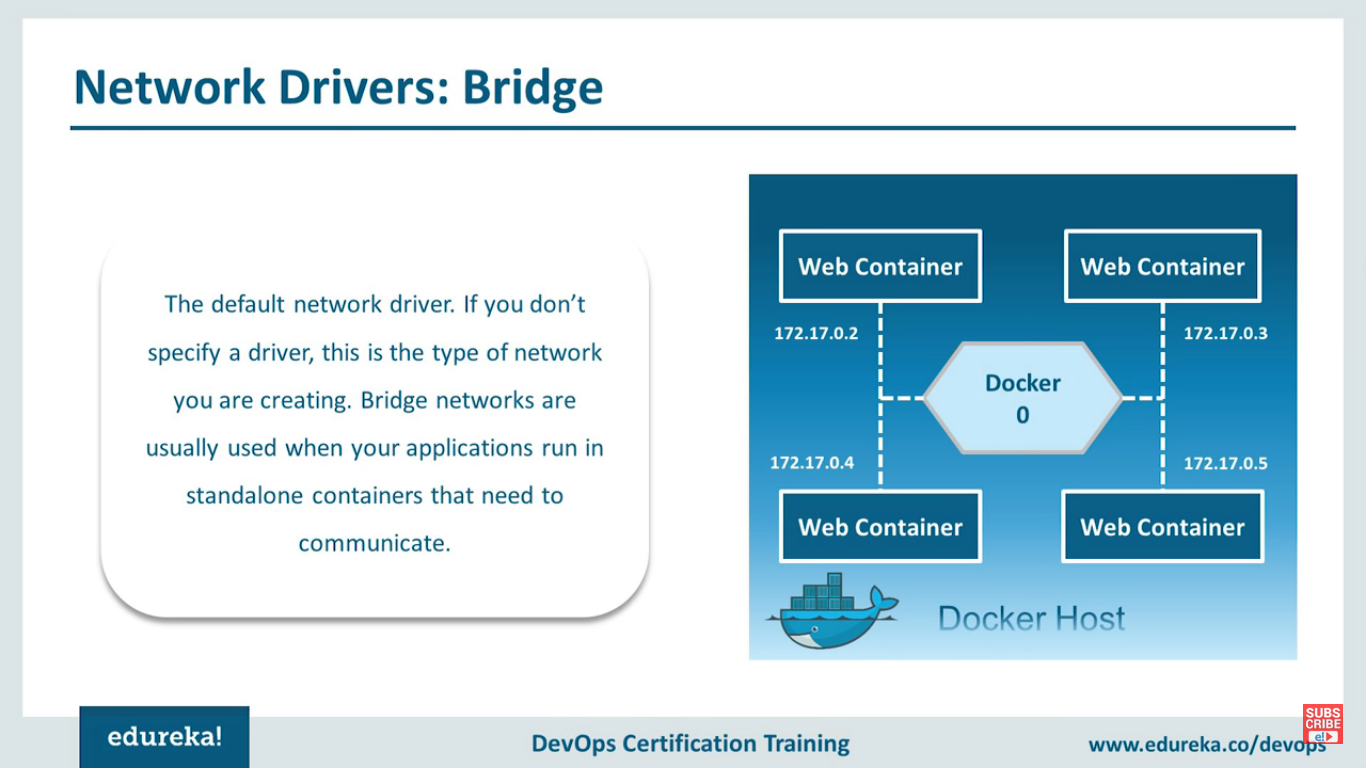 Network Drivers: Bridge
The default network driver. If you don’t
specify a driver, this is the type of network
you are creating. Bridge networks are
usually used when your applications run in
standalone containers that need to
communicate.
Web Container
Web Container
172.17.0.2
172.17.0.3
Docker
0
172.17.0.4
172.17.0.5
Web Container
Web Container
Docker Host
edureka!
DevOps Certification Training
www.edureka.co/devops
SUBS
CRIBE
e!